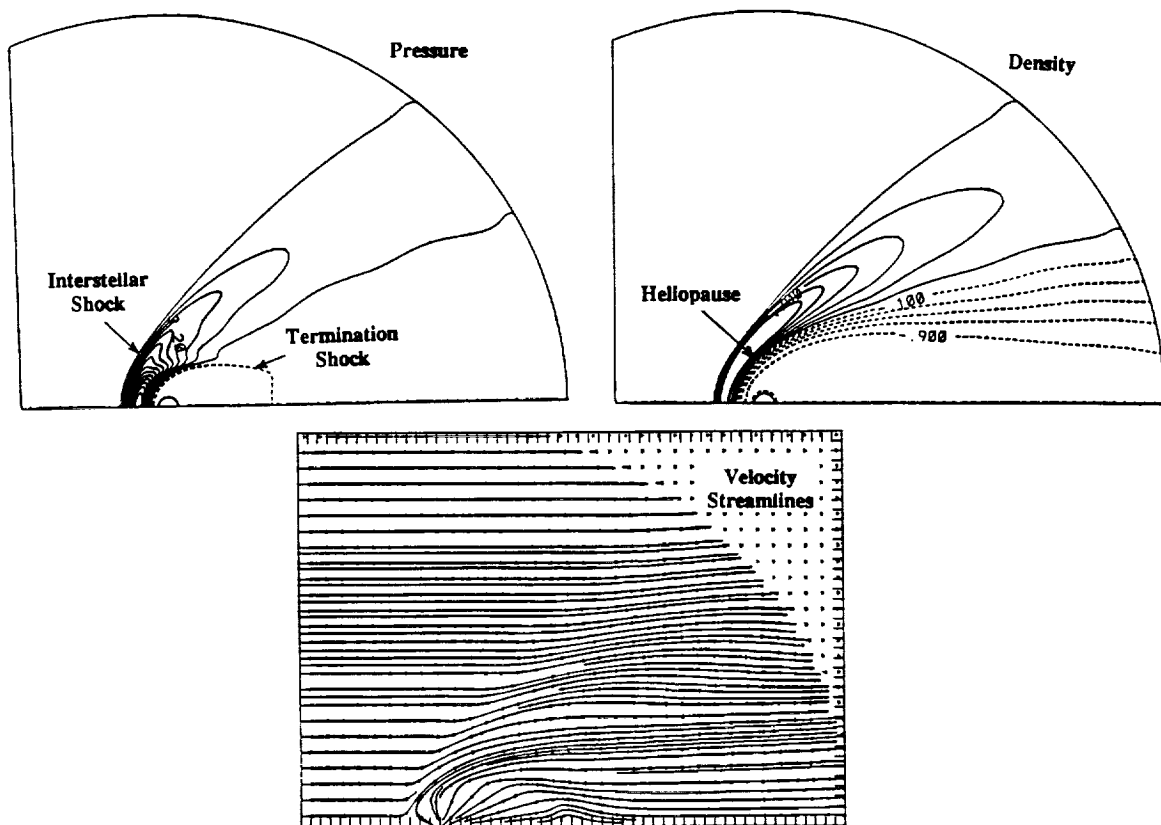 Pressure
Interstellar
Shock
Termination
Shock
Density
Heliopause
.100
.900
Velocity
Streamlines